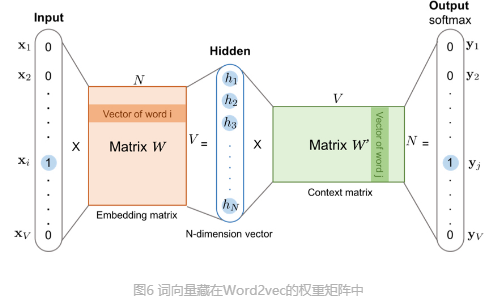 Input
Hidden
Output
softmax
x1 0
x2 0
xi 1
xV 0
N
Vector of word i
Matrix W
V
Embedding matrix
X
=
h1
h2
h3
hN
N-dimension vector
X
V
Matrix W'
Vector of word j
N
Context matrix
=
0 y1
0 y2
1 yj
0 yV
图6 词向量藏在Word2vec的权重矩阵中